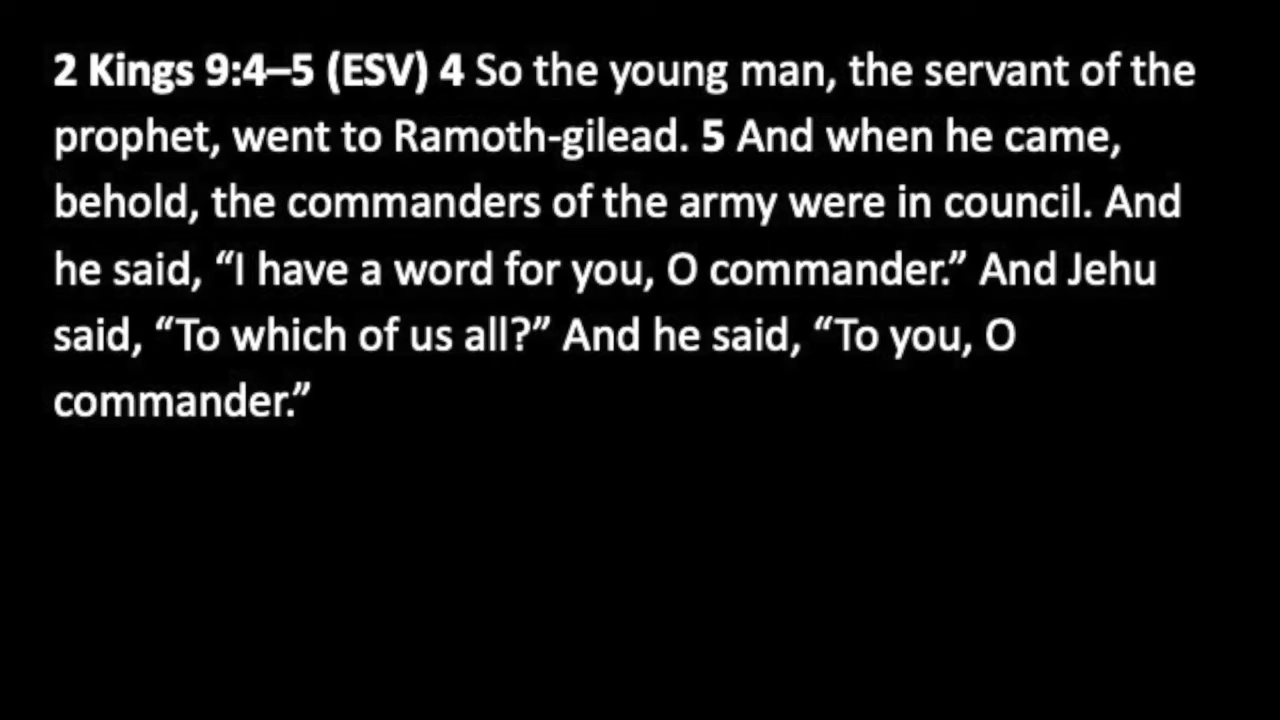 2 Kings 9:4–5 (ESV) 4 So the young man, the servant of the
prophet, went to Ramoth-gilead. 5 And when he came,
behold, the commanders of the army were in council. And
he said, “I have a word for you, O commander.” And Jehu
said, “To which of us all?” And he said, “To you, O
commander.”